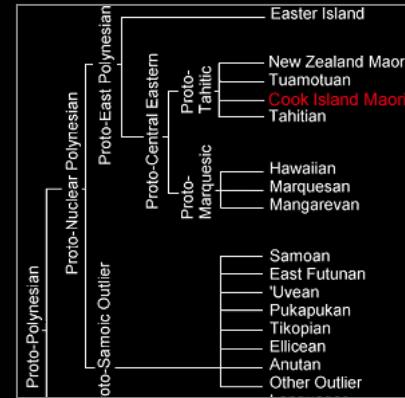 Easter Island
New Zealand Maori
Tuamotuan
Cook Island Maori
Tahitian
Hawaiian
Marquesan
Mangarevan
Samoan
East Futunan
'Uvean
Pukapukan
Tikopian
Ellicean
Anutan
Other Outlier
Proto-Polynesian
Proto-Nuclear Polynesian
Proto-East Polynesian
oto-Samoic Outlier
Proto-Central Eastern
Proto-
Tahitic
Proto-
Marquesic